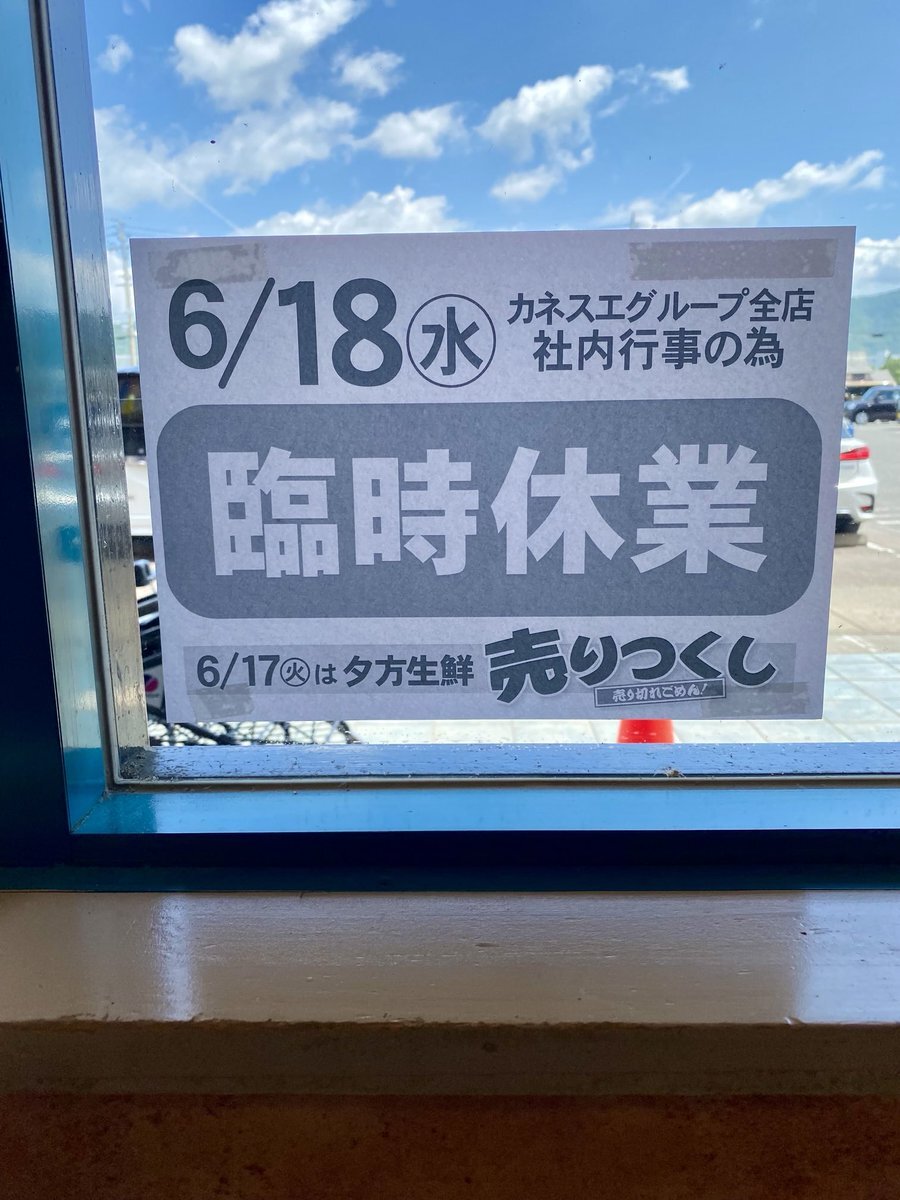 6/18㊌
カネスエグループ全店
社内行事の為
臨時休業
6/17㊋は夕方生鮮売りつくし
売り切れごめん!